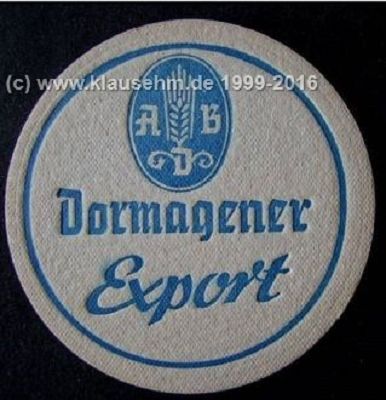 (c) www.klausehm.de 1999-2016
A B
D
Dormagener
Export